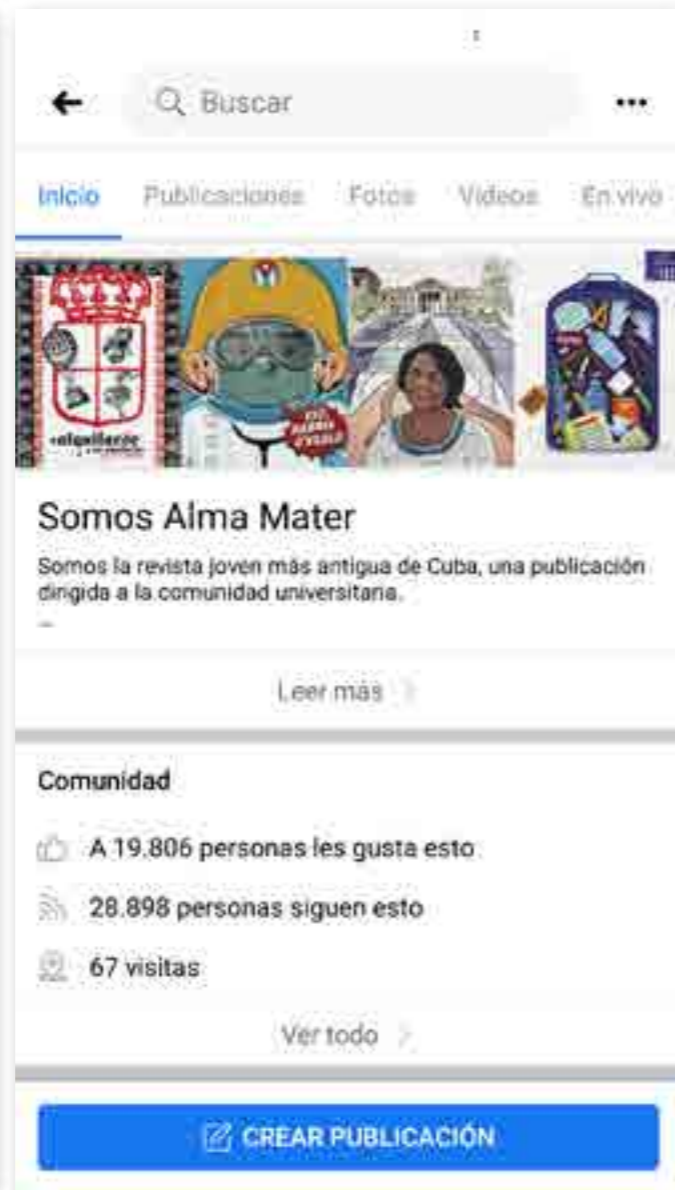 Buscar
Inicio Publicaciones Fotos Videos En vivo
Somos Alma Mater
Somos la revista joven más antigua de Cuba, una publicación
dirigida a la comunidad universitaria.
Leer más
Comunidad
A 19.806 personas les gusta esto
28.898 personas siguen esto
67 visitas
Ver todo
CREAR PUBLICACIÓN